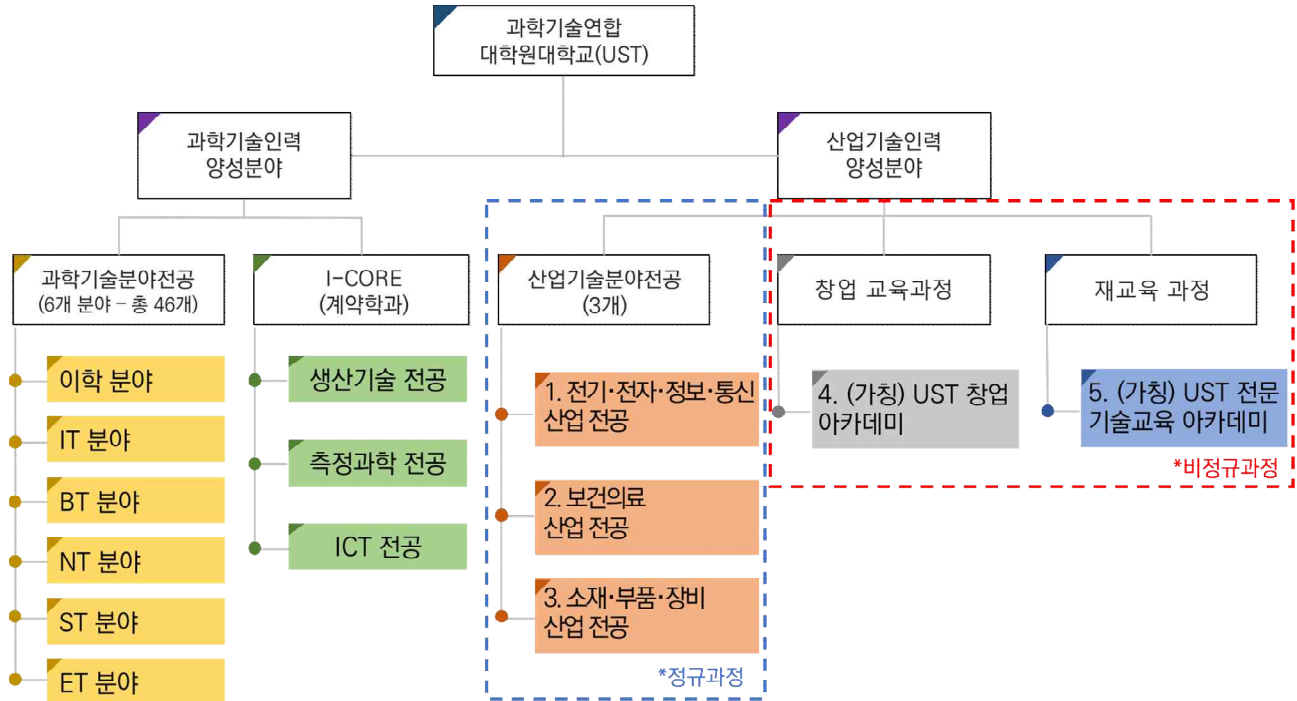 과학기술연합
대학원대학교(UST)
과학기술인력
양성분야
산업기술인력
양성분야
과학기술분야전공
(6개 분야 – 총 46개)
I-CORE
(계약학과)
산업기술분야전공
(3개)
창업 교육과정
재교육 과정
이학 분야
IT 분야
BT 분야
NT 분야
ST 분야
ET 분야
생산기술 전공
측정과학 전공
ICT 전공
1. 전기·전자·정보·통신
산업 전공
2. 보건의료
산업 전공
3. 소재·부품·장비
산업 전공
*정규과정
4. (가칭) UST 창업
아카데미
5. (가칭) UST 전문
기술교육 아카데미
*비정규과정